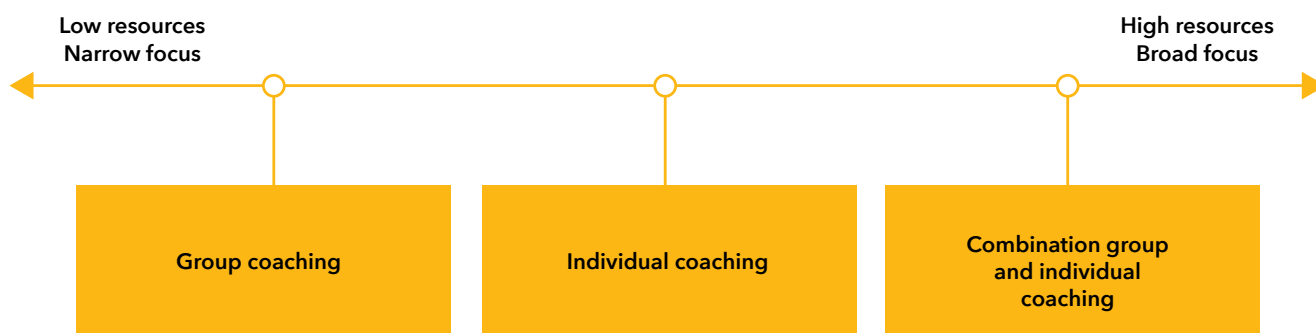 Low resources
Narrow focus
High resources
Broad focus
Group coaching
Individual coaching
Combination group
and individual
coaching